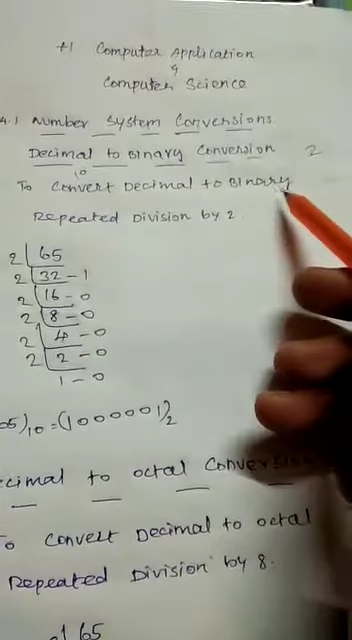 +1 Computer Application
&
Computer Science
4.1 Number System Conversions.
Decimal to Binary Conversion 2
10
To Convert Decimal to Binary
Repeated Division by 2.
2 65
2 32 - 1
2 16 - 0
2 8 - 0
2 4 - 0
2 2 - 0
1 - 0
)10 = (1000001)2
to octal Conversion
Convert Decimal to octal
Repeated Division by 8.
65